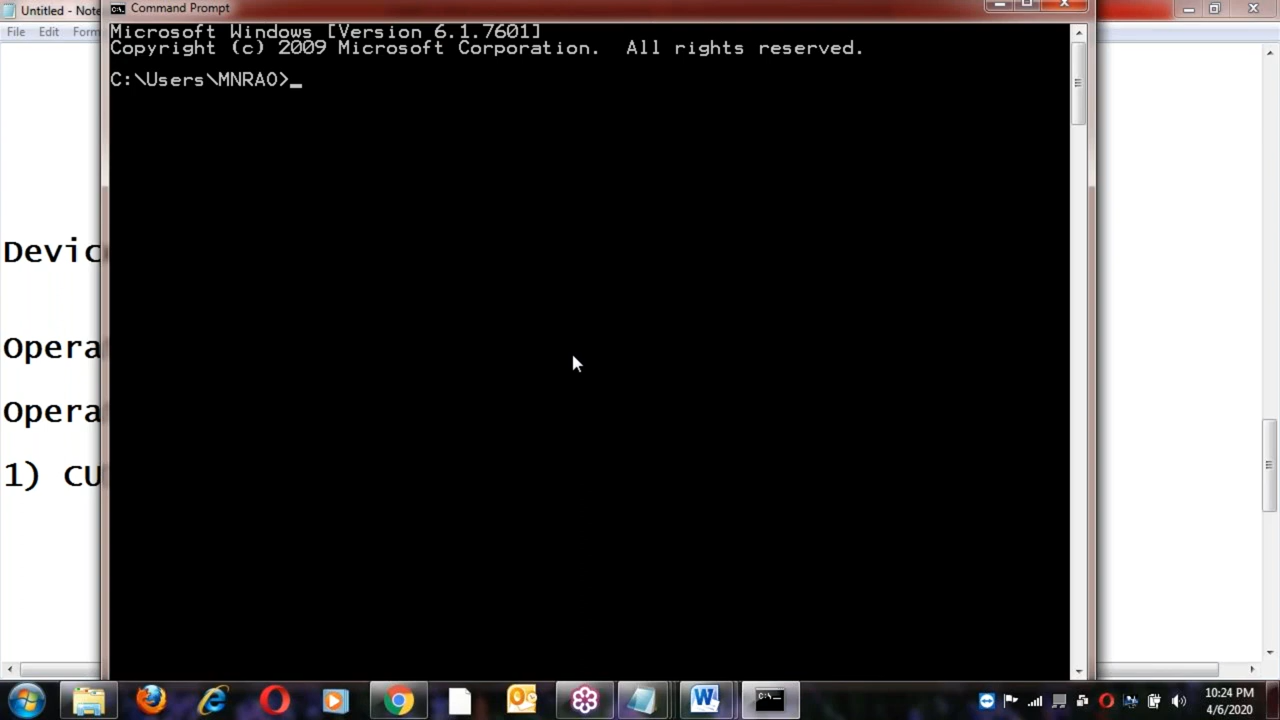 Untitled - Note
Command Prompt
File Edit Form
Microsoft Windows [Version 6.1.7601]
Copyright (c) 2009 Microsoft Corporation.  All rights reserved.
C:\Users\MNRAO>_
Devic
Opera
Opera
1) CU
10:24 PM
4/6/2020